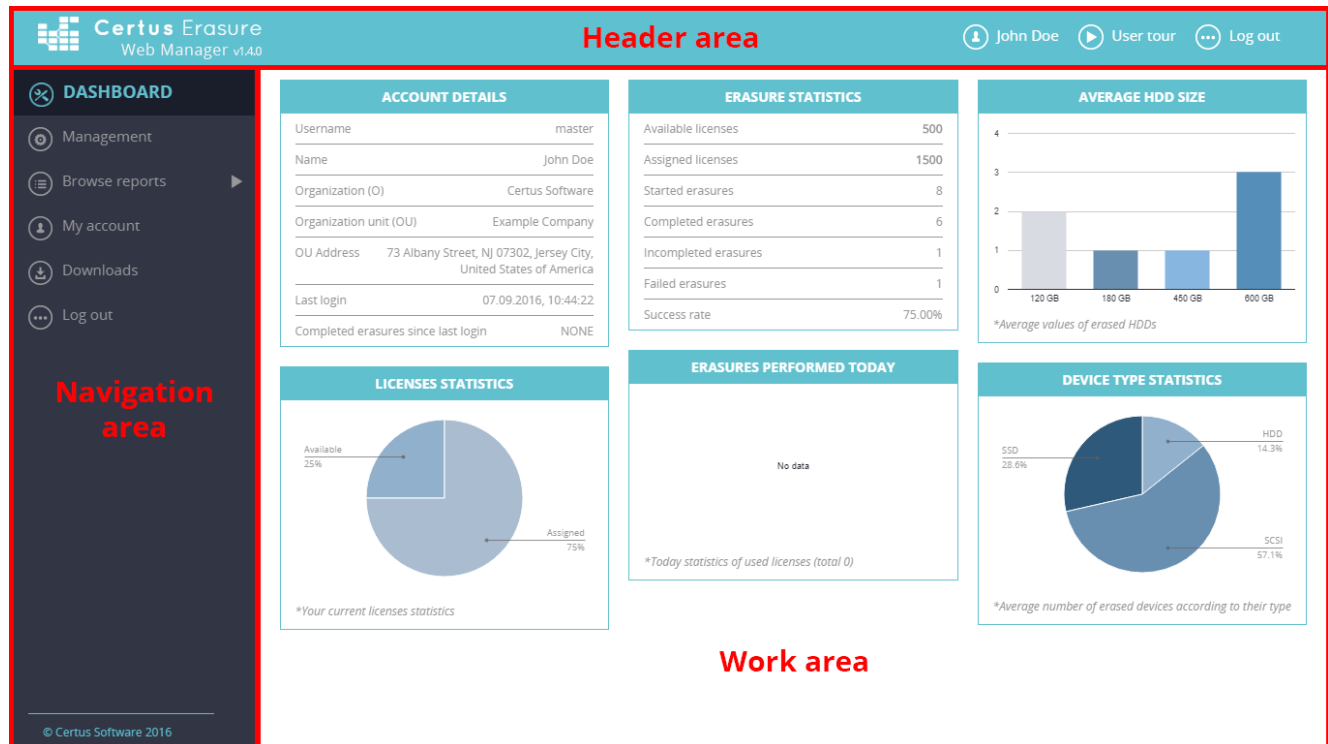 Certus Erasure
Web Manager v1.4.0
Header area
John Doe
User tour
Log out
DASHBOARD
Management
Browse reports
My account
Downloads
Log out
Navigation
area
© Certus Software 2016
ACCOUNT DETAILS
Username master
Name John Doe
Organization (O) Certus Software
Organization unit (OU) Example Company
OU Address 73 Albany Street, NJ 07302, Jersey City,
United States of America
Last login 07.09.2016, 10:44:22
Completed erasures since last login NONE
ERASURE STATISTICS
Available licenses 500
Assigned licenses 1500
Started erasures 8
Completed erasures 6
Incompleted erasures 1
Failed erasures 1
Success rate 75.00%
AVERAGE HDD SIZE
4
3
2
1
0
120 GB 180 GB 450 GB 600 GB
*Average values of erased HDDs
LICENSES STATISTICS
Available
25%
Assigned
75%
*Your current licenses statistics
ERASURES PERFORMED TODAY
No data
*Today statistics of used licenses (total 0)
DEVICE TYPE STATISTICS
HDD
14.3%
SSD
28.6%
SCSI
57.1%
*Average number of erased devices according to their type
Work area